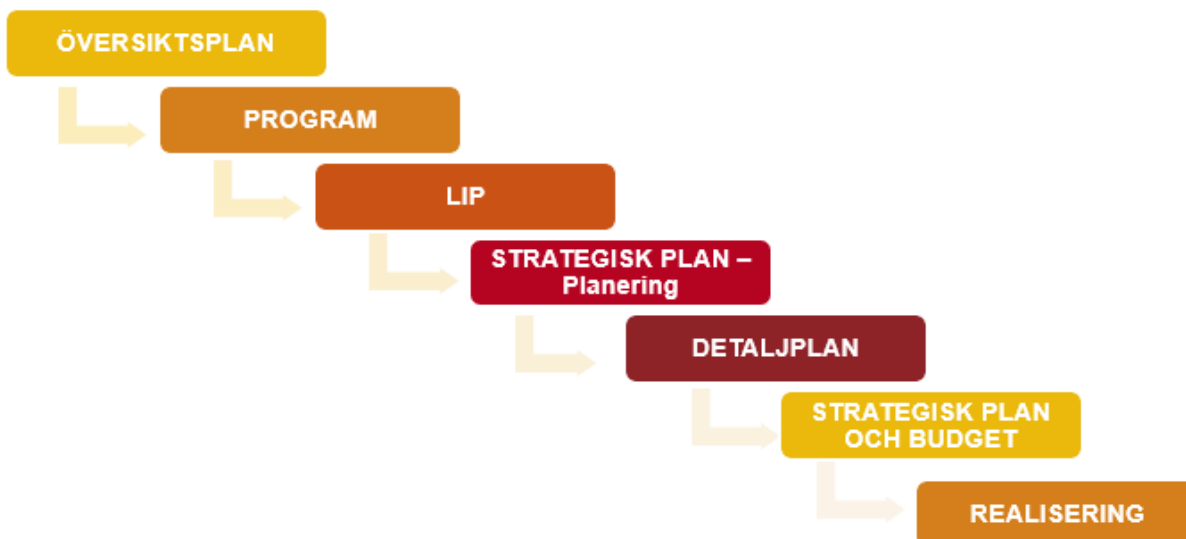 ÖVERSIKTSPLAN
PROGRAM
LIP
STRATEGISK PLAN –
Planering
DETALJPLAN
STRATEGISK PLAN
OCH BUDGET
REALISERING